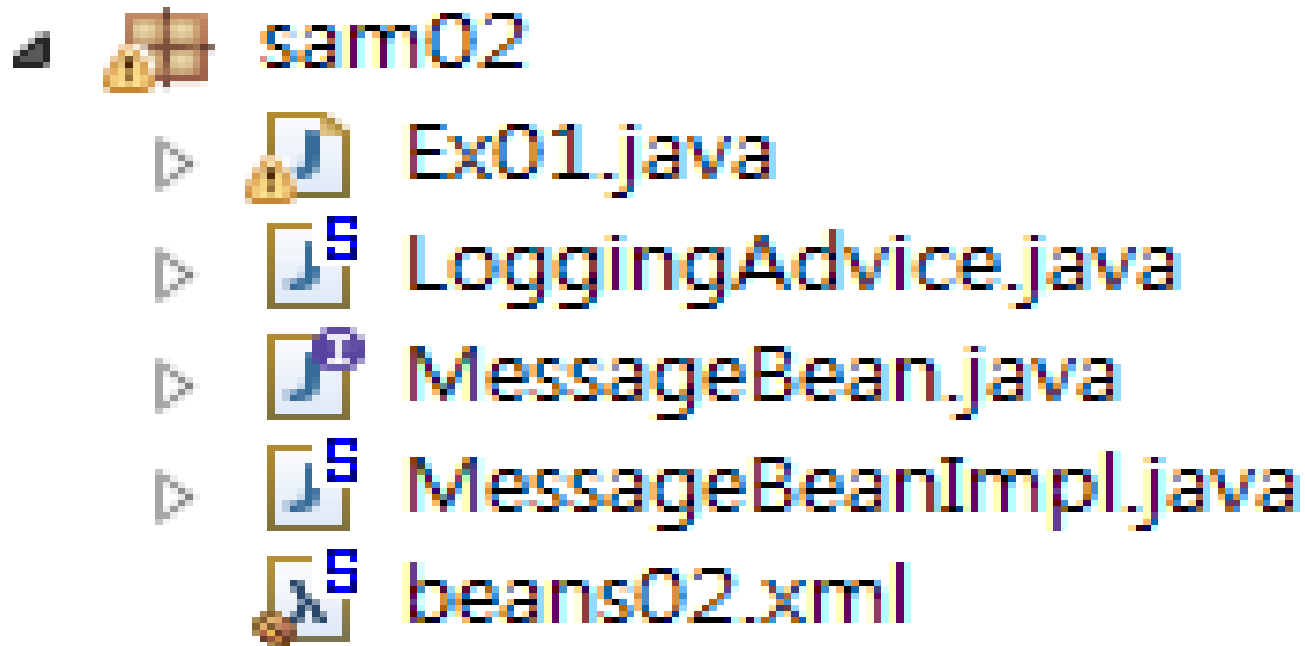 sam02
Ex01.java
LoggingAdvice.java
MessageBean.java
MessageBeanImpl.java
beans02.xml